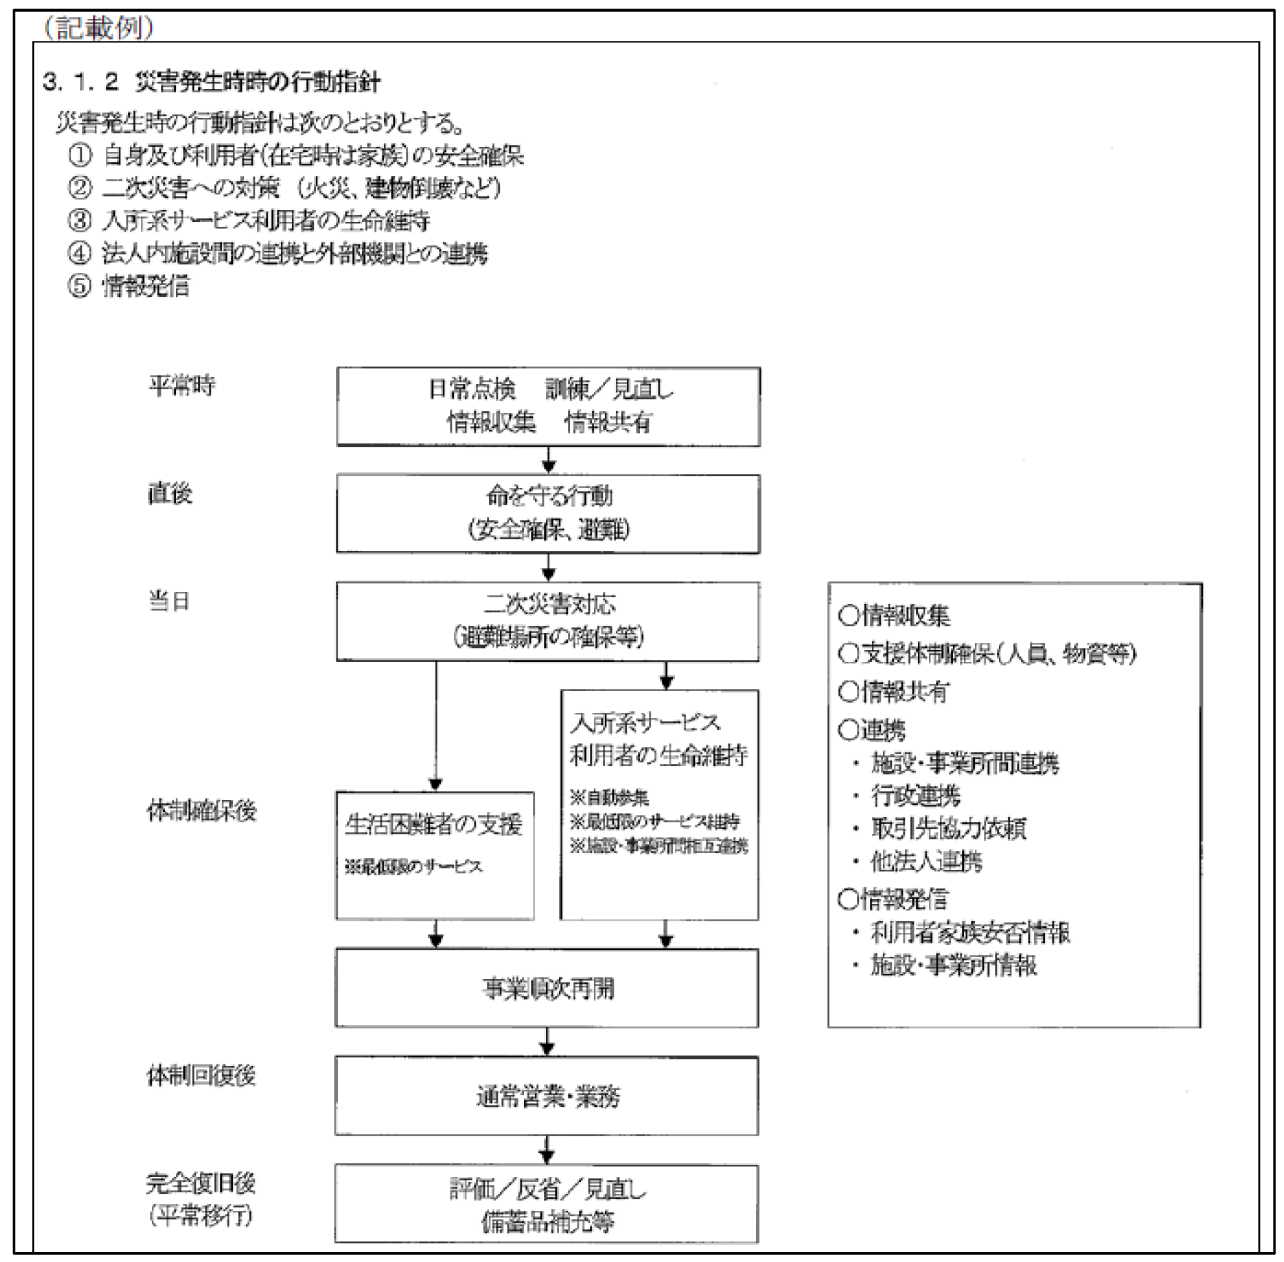 （記載例）
3．1．2 災害発生時時の行動指針
災害発生時の行動指針は次のとおりとする。
① 自身及び利用者(在宅時は家族)の安全確保
② 二次災害への対策 （火災、建物倒壊など）
③ 入所系サービス利用者の生命維持
④ 法人内施設間の連携と外部機関との連携
⑤ 情報発信
平常時
日常点検 訓練／見直し
情報収集 情報共有
直後
命を守る行動
(安全確保、避難)
当日
二次災害対応
(避難場所の確保等)
入所系サービス
利用者の生命維持
※自動参集
※最低限のサービス維持
※施設・事業所間相互連携
体制確保後
生活困難者の支援
※最低限のサービス
事業順次再開
体制回復後
通常営業・業務
完全復旧後
(平常移行)
評価／反省／見直し
備蓄品補充等
○情報収集
○支援体制確保(人員、物資等)
○情報共有
○連携
・ 施設・事業所間連携
・ 行政連携
・ 取引先協力依頼
・ 他法人連携
○情報発信
・ 利用者家族安否情報
・ 施設・事業所情報